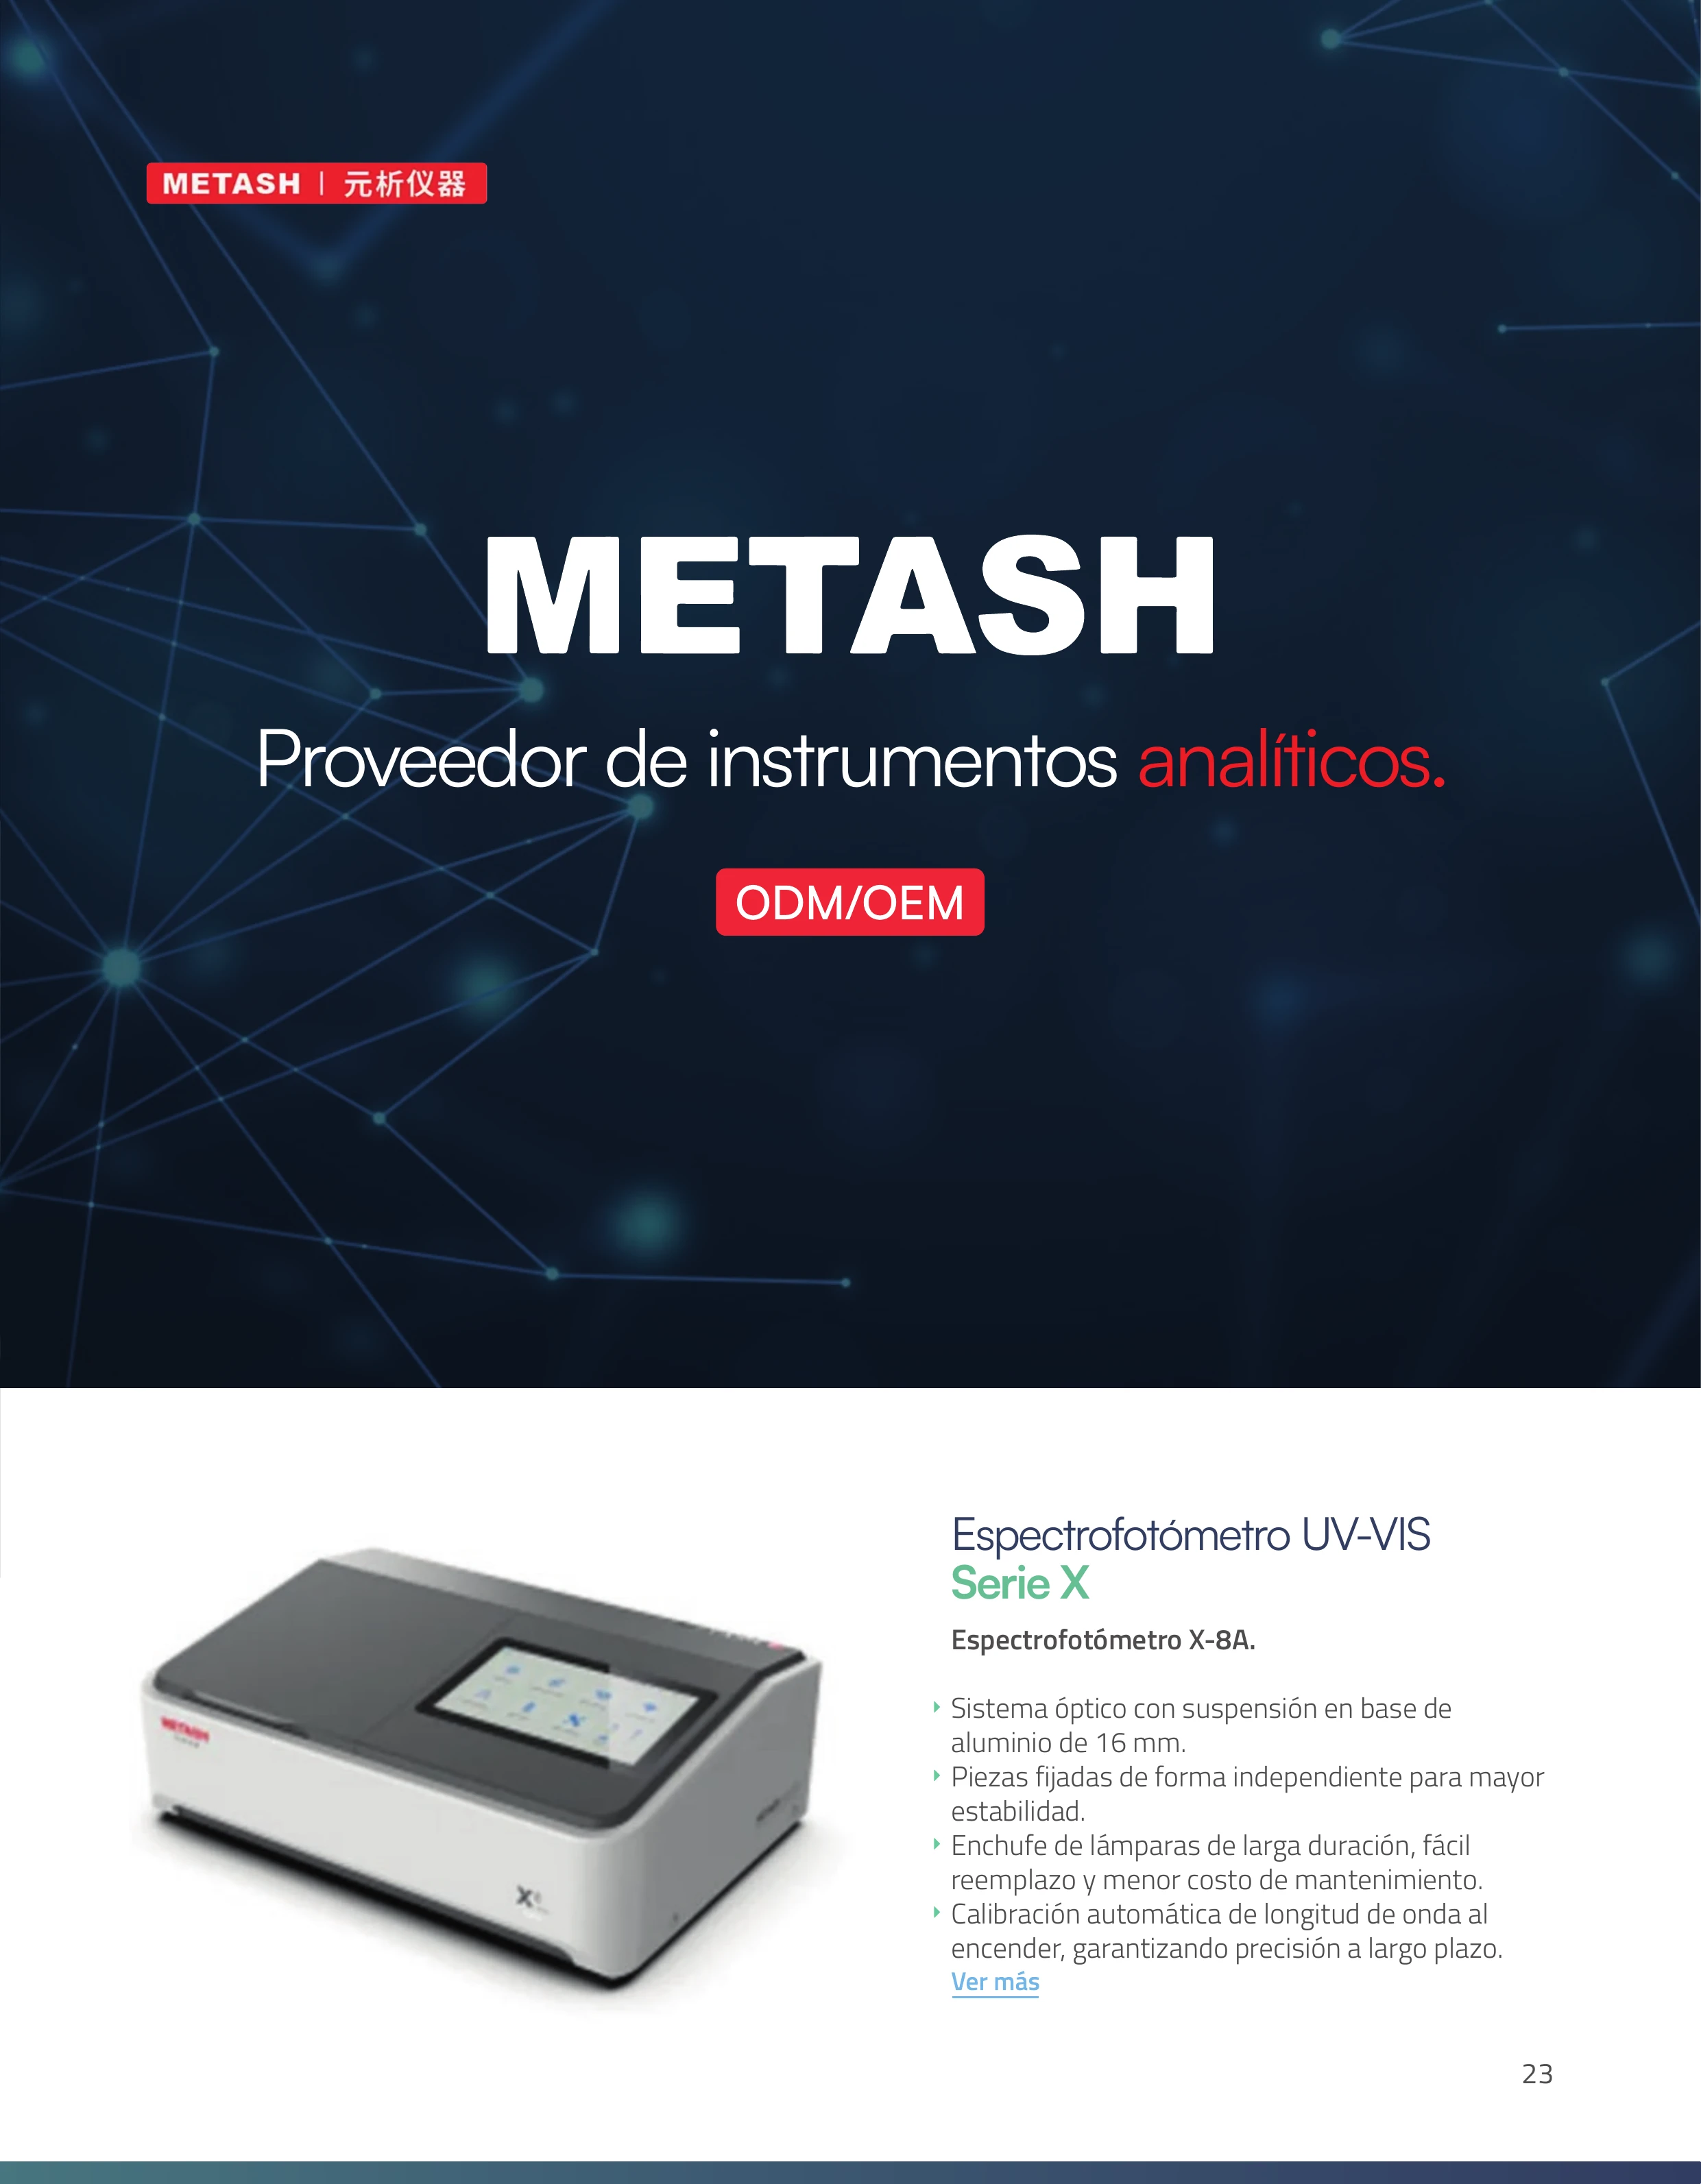 METASH | 元析仪器
METASH
Proveedor de instrumentos analíticos.
ODM/OEM
Espectrofotómetro UV-VIS
Serie X
Espectrofotómetro X-8A.
Sistema óptico con suspensión en base de
aluminio de 16 mm.
Piezas fijadas de forma independiente para mayor
estabilidad.
Enchufe de lámparas de larga duración, fácil
reemplazo y menor costo de mantenimiento.
Calibración automática de longitud de onda al
encender, garantizando precisión a largo plazo.
Ver más
METASH
23